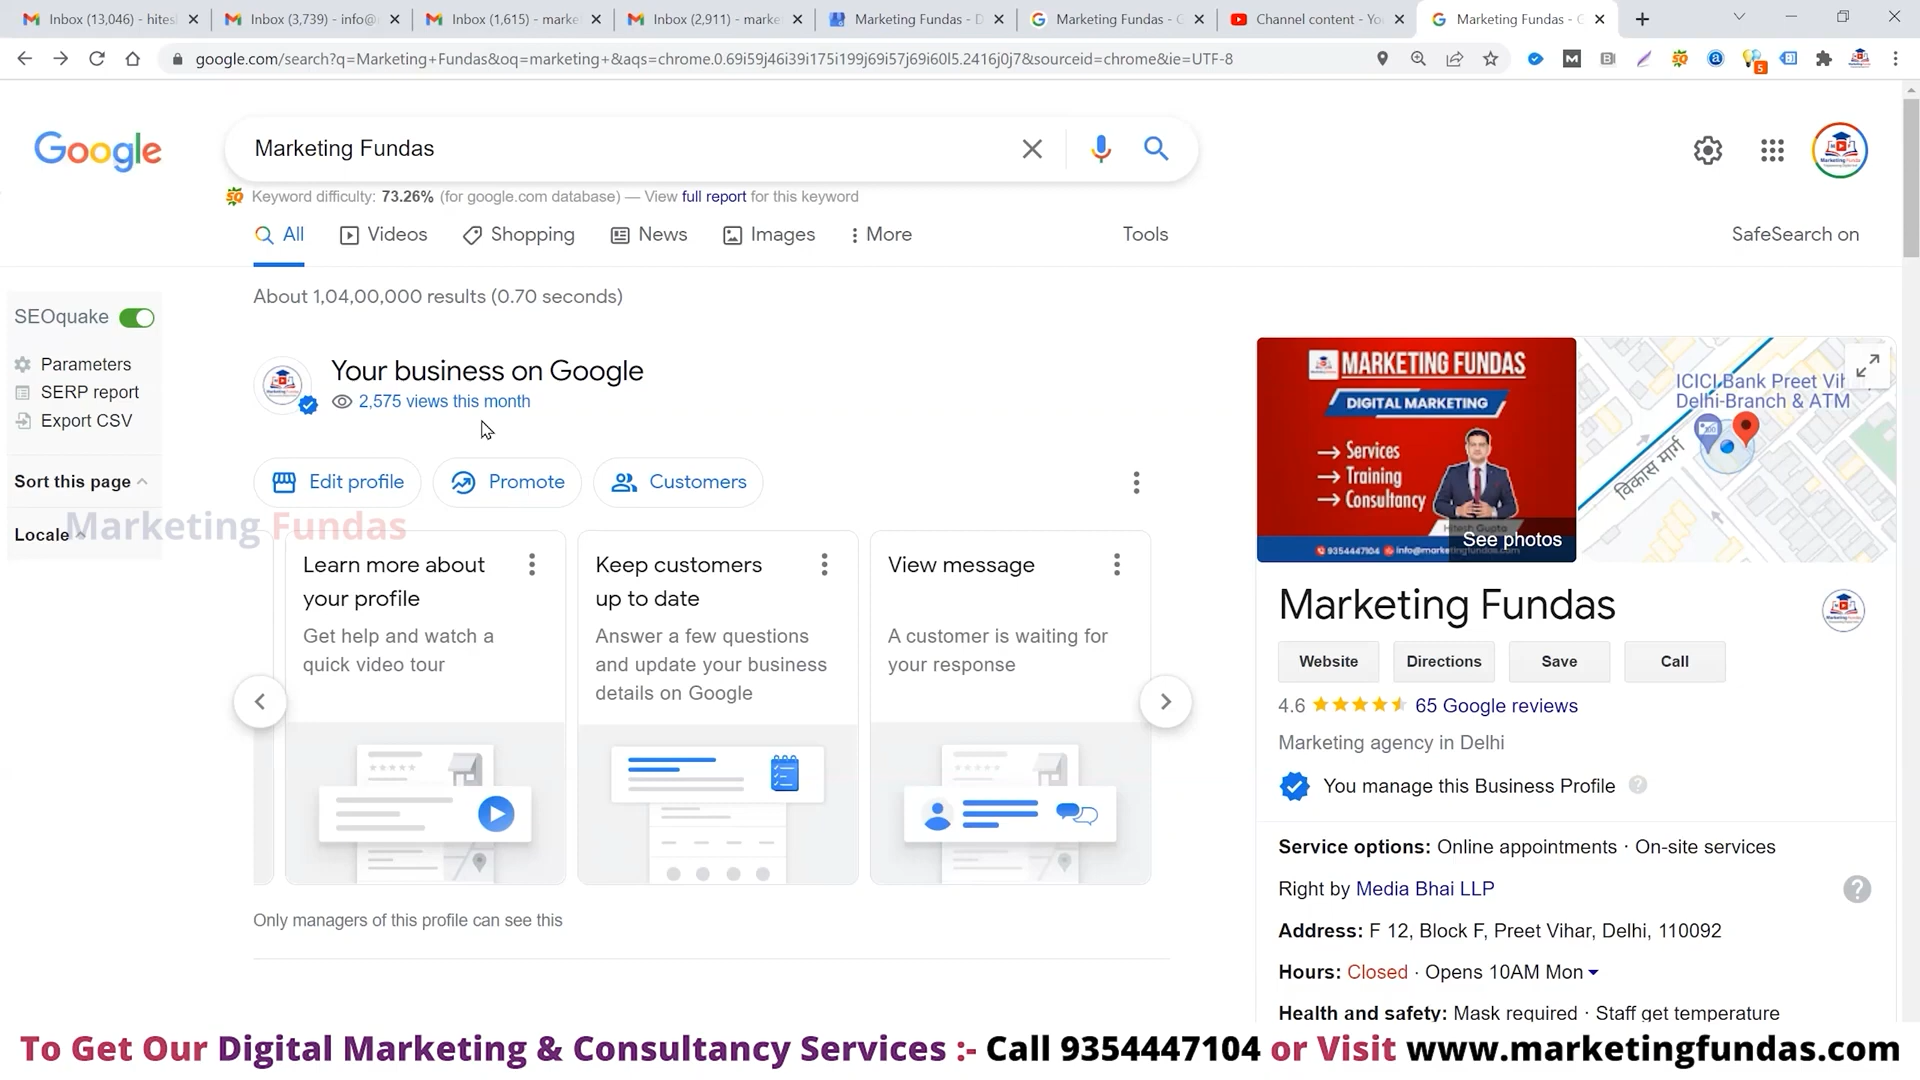 Inbox (13,046) - hites
Inbox (3,739) - info@
Inbox (1,615) - marke
Inbox (2,911) - marke
Marketing Fundas - D
Marketing Fundas - G
Channel content - You
Marketing Fundas - G
google.com/search?q=Marketing+Fundas&oq=marketing+&aqs=chrome.0.69i59j46i39i175i199j69i57j69i60l5.2416j0j7&sourceid=chrome&ie=UTF-8
5
Google
Marketing Fundas
Keyword difficulty: 73.26% (for google.com database) — View full report for this keyword
All
Videos
Shopping
News
Images
More
Tools
SafeSearch on
About 1,04,00,000 results (0.70 seconds)
SEOquake
Parameters
SERP report
Export CSV
Sort this page
Locale
Marketing Fundas
Your business on Google
2,575 views this month
Edit profile
Promote
Customers
Learn more about
your profile
Get help and watch a
quick video tour
Keep customers
up to date
Answer a few questions
and update your business
details on Google
View message
A customer is waiting for
your response
Only managers of this profile can see this
MARKETING FUNDAS
DIGITAL MARKETING
→ Services
→ Training
→ Consultancy
Hitesh Gupta
See photos
9354447104 info@marketingfundas.com
ICICI Bank Preet Vih
Delhi-Branch & ATM
विकास मार्ग
Marketing Fundas
Website
Directions
Save
Call
4.6
65 Google reviews
Marketing agency in Delhi
You manage this Business Profile
Service options: Online appointments · On-site services
Right by Media Bhai LLP
Address: F 12, Block F, Preet Vihar, Delhi, 110092
Hours: Closed · Opens 10AM Mon
Health and safety: Mask required · Staff get temperature
To Get Our Digital Marketing & Consultancy Services :- Call 9354447104 or Visit www.marketingfundas.com